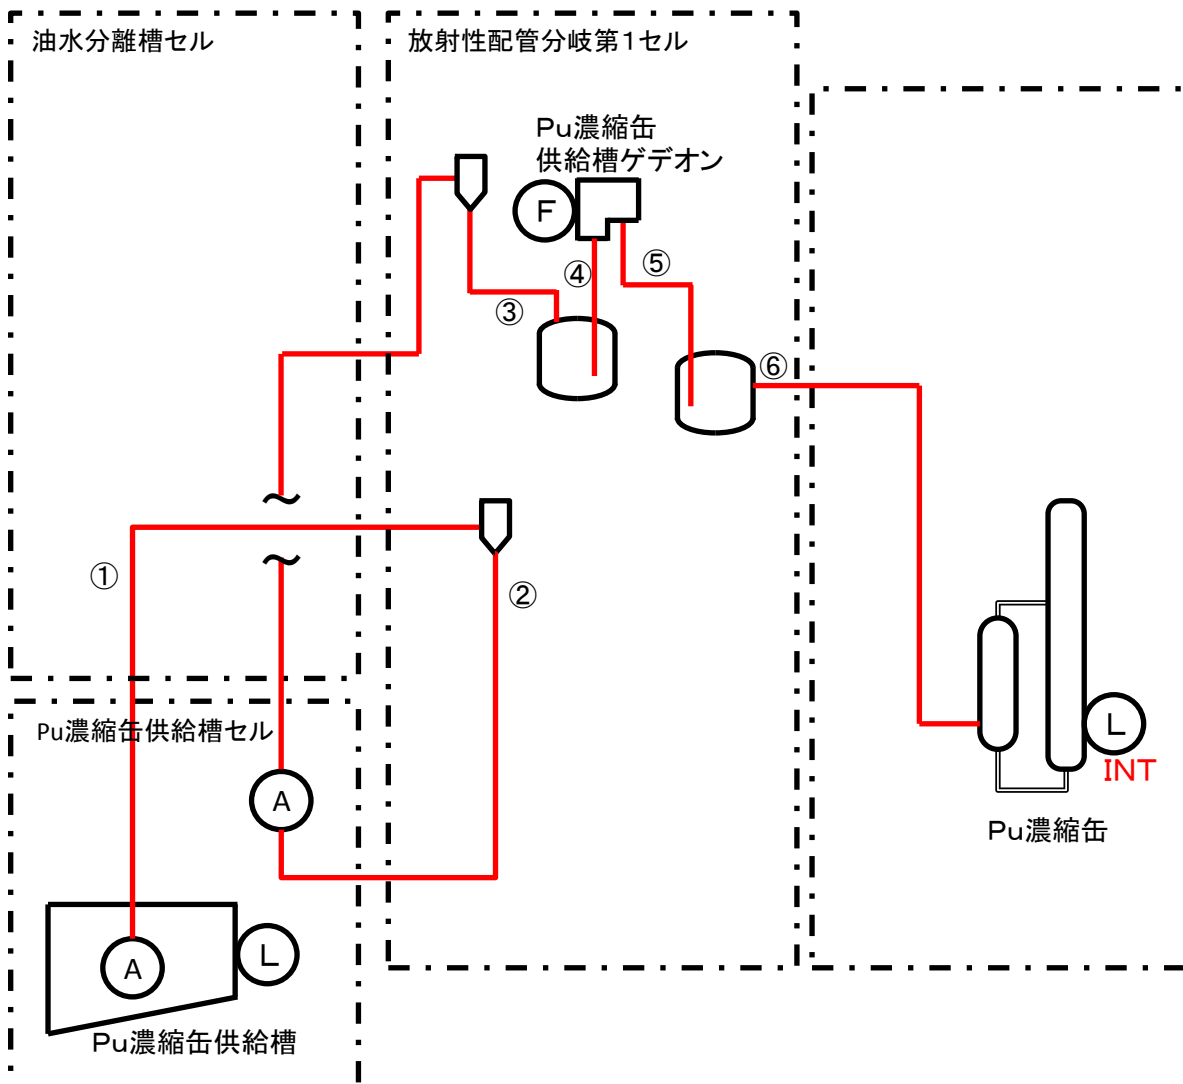 油水分離槽セル
放射性配管分岐第1セル
Pu濃縮缶
供給槽ゲデオン
F
④
⑤
③
⑥
①
②
Pu濃縮缶供給槽セル
A
L
INT
Pu濃縮缶
A
L
Pu濃縮缶供給槽